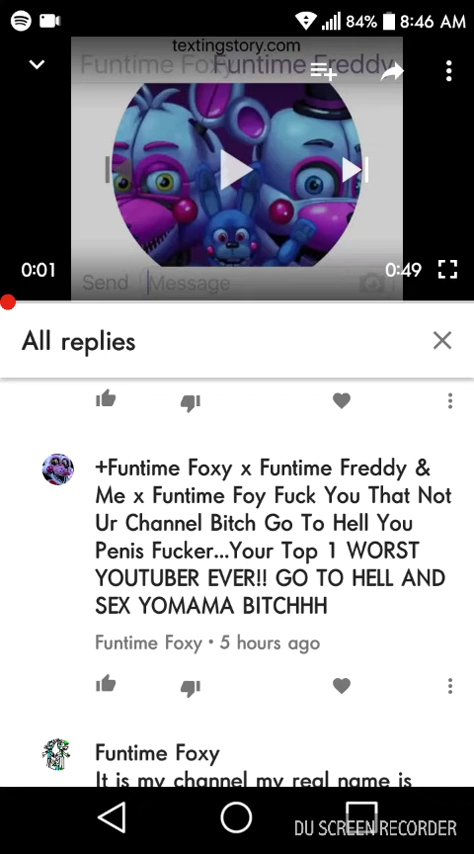 84% 8:46 AM
textingstory.com
Funtime Foxy Funtime Freddy
0:01 0:49
Send Message
All replies
+Funtime Foxy x Funtime Freddy &
Me x Funtime Foy Fuck You That Not
Ur Channel Bitch Go To Hell You
Penis Fucker...Your Top 1 WORST
YOUTUBER EVER!! GO TO HELL AND
SEX YOMAMA BITCHHH
Funtime Foxy • 5 hours ago
Funtime Foxy
It is my channel my real name is
DU SCREEN RECORDER